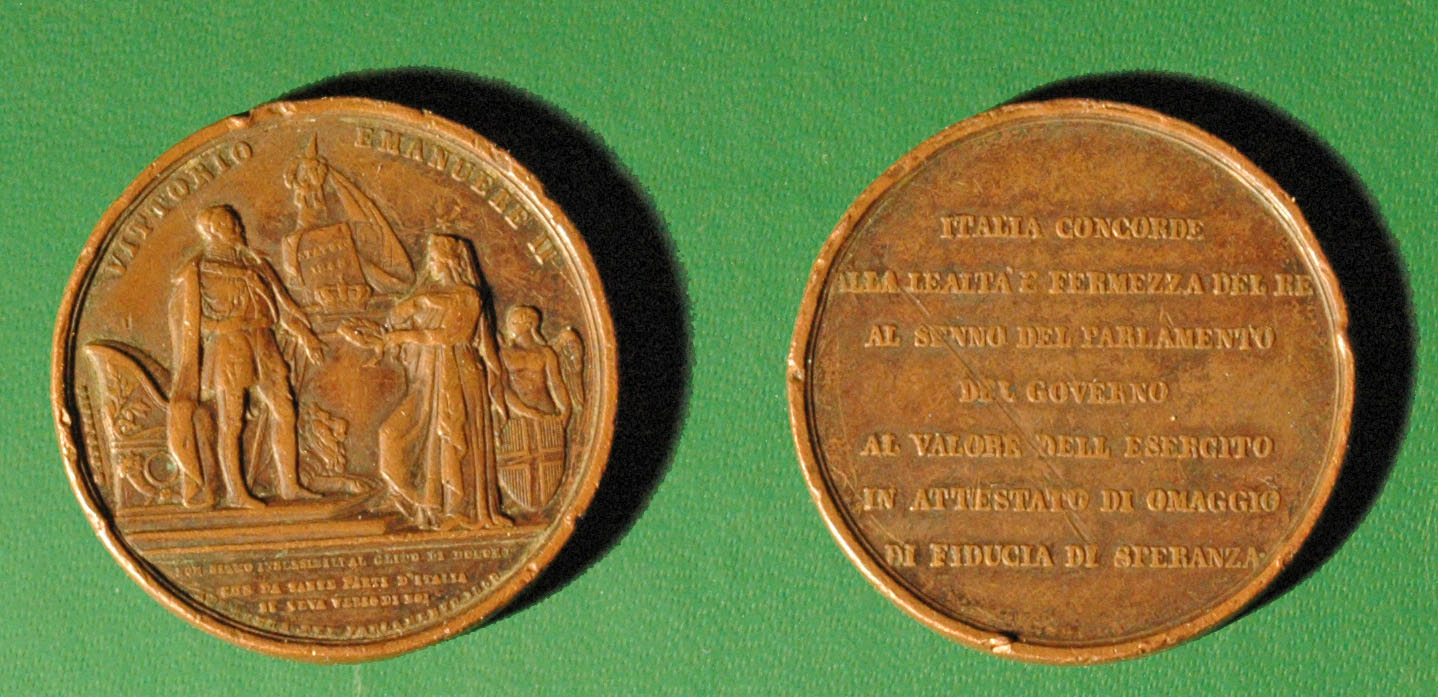 VITTORIO EMANUELE II
NON SIAMO INSENSIBILI AL GRIDO DI DOLORE
CHE DA TANTE PARTI D'ITALIA
SI LEVA VERSO DI NOI
ITALIA CONCORDE
ALLA LEALTA' E FERMEZZA DEL RE
AL SENNO DEL PARLAMENTO
DEL GOVERNO
AL VALORE DELL ESERCITO
IN ATTESTATO DI OMAGGIO
DI FIDUCIA DI SPERANZA